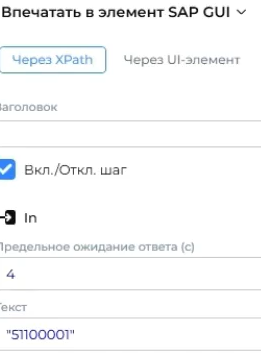 Впечатать в элемент SAP GUI
Через XPath Через UI-элемент
Заголовок
Вкл./Откл. шаг
In
Предельное ожидание ответа (с)
4
Текст
"51100001"